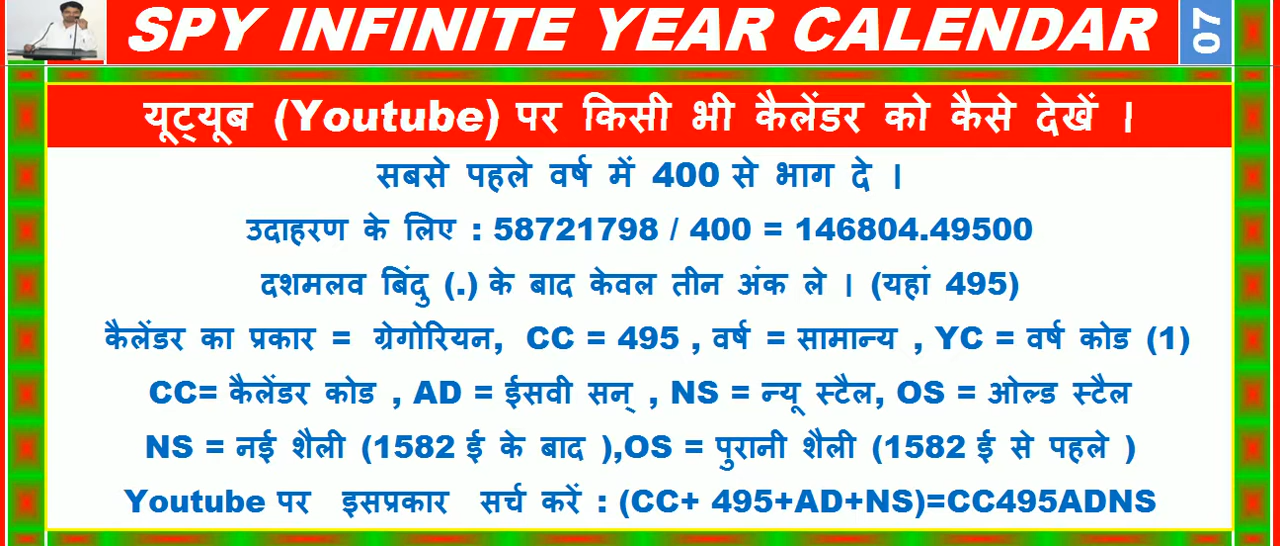 SPY INFINITE YEAR CALENDAR
07
यूट्यूब (Youtube) पर किसी भी कैलेंडर को कैसे देखें ।
सबसे पहले वर्ष में 400 से भाग दे ।
उदाहरण के लिए : 58721798 / 400 = 146804.49500
दशमलव बिंदु (.) के बाद केवल तीन अंक ले । (यहां 495)
कैलेंडर का प्रकार = ग्रेगोरियन, CC = 495 , वर्ष = सामान्य , YC = वर्ष कोड (1)
CC= कैलेंडर कोड , AD = ईसवी सन् , NS = न्यू स्टैल, OS = ओल्ड स्टैल
NS = नई शैली (1582 ई के बाद ),OS = पुरानी शैली (1582 ई से पहले )
Youtube पर इसप्रकार सर्च करें : (CC+ 495+AD+NS)=CC495ADNS